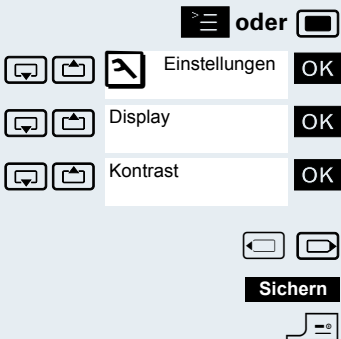 oder
Einstellungen OK
Display OK
Kontrast OK
Sichern